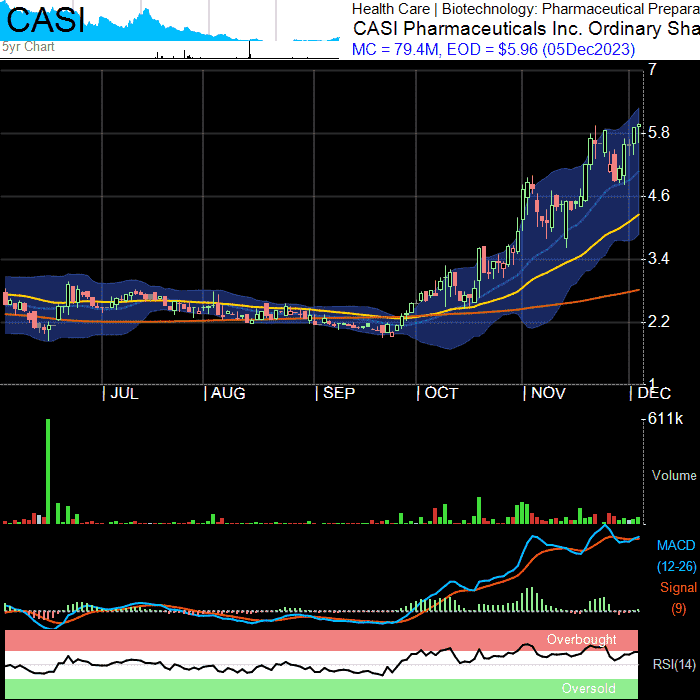 CASI
5yr Chart
Health Care | Biotechnology: Pharmaceutical Prepara
CASI Pharmaceuticals Inc. Ordinary Sha
MC = 79.4M, EOD = $5.96 (05Dec2023)
7
5.8
4.6
3.4
2.2
1
| JUL | AUG | SEP | OCT | NOV | DEC
611k
Volume
MACD
(12-26)
Signal
(9)
Overbought
RSI(14)
Oversold